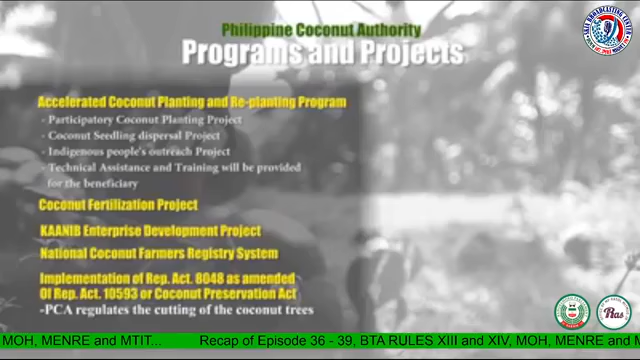 Philippine Coconut Authority
Programs and Projects
Accelerated Coconut Planting and Re-planting Program
- Participatory Coconut Planting Project
- Coconut Seedling dispersal Project
- Indigenous people's outreach Project
- Technical Assistance and Training will be provided
for the beneficiary
Coconut Fertilization Project
KAANIB Enterprise Development Project
National Coconut Farmers Registry System
Implementation of Rep. Act. 8048 as amended
Of Rep. Act. 10593 or Coconut Preservation Act
-PCA regulates the cutting of the coconut trees
Ras
MOH, MENRE and MTIT... Recap of Episode 36 - 39, BTA RULES XIII and XIV, MOH, MENRE and M